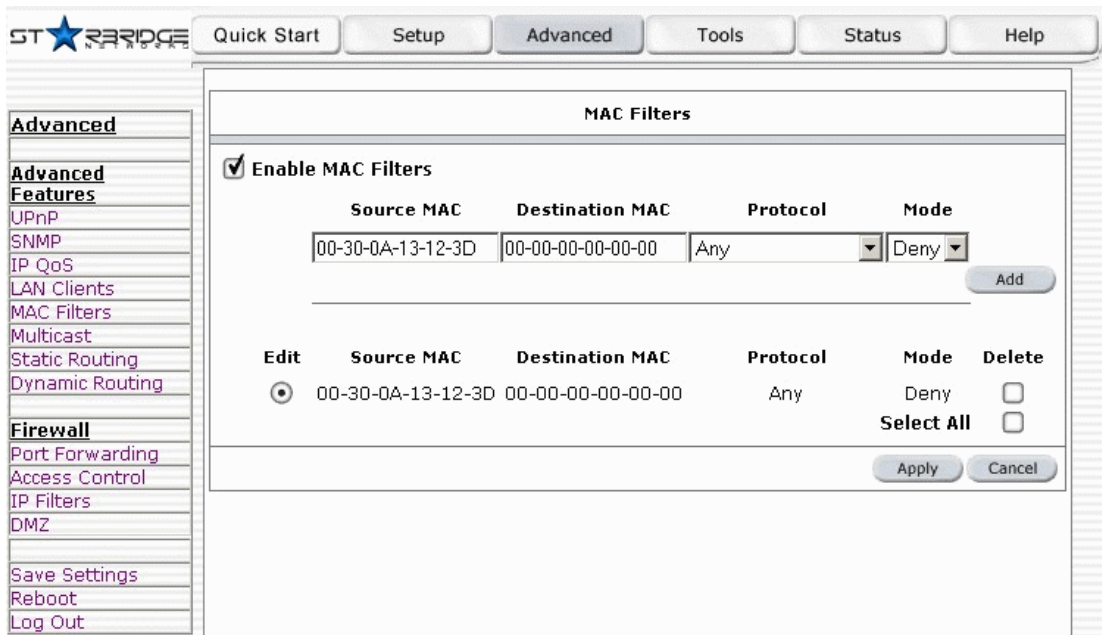 STARBRIDGE
NETWORKS
Quick Start
Setup
Advanced
Tools
Status
Help
Advanced
Advanced
Features
UPnP
SNMP
IP QoS
LAN Clients
MAC Filters
Multicast
Static Routing
Dynamic Routing
Firewall
Port Forwarding
Access Control
IP Filters
DMZ
Save Settings
Reboot
Log Out
MAC Filters
Enable MAC Filters
Source MAC Destination MAC Protocol Mode
00-30-0A-13-12-3D 00-00-00-00-00-00 Any Deny
Add
Edit Source MAC Destination MAC Protocol Mode Delete
00-30-0A-13-12-3D 00-00-00-00-00-00 Any Deny
Select All
Apply Cancel